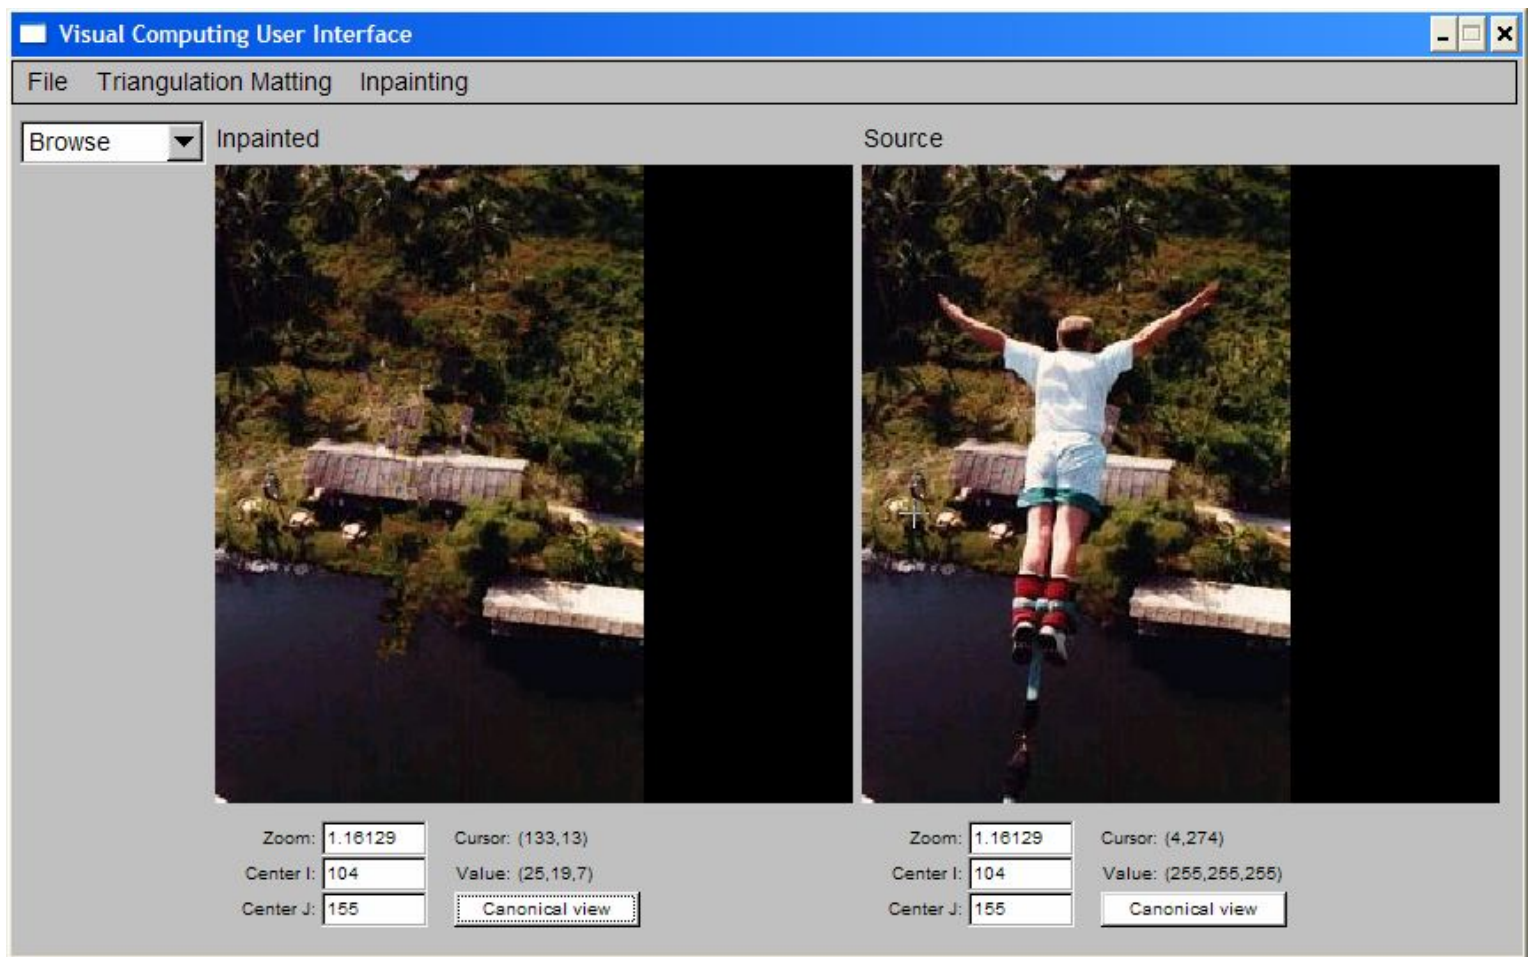 Visual Computing User Interface
File Triangulation Matting Inpainting
Browse
Inpainted
Source
Zoom: 1.16129 Cursor: (133,13)
Center I: 104 Value: (25,19,7)
Center J: 155 Canonical view
Zoom: 1.16129 Cursor: (4,274)
Center I: 104 Value: (255,255,255)
Center J: 155 Canonical view